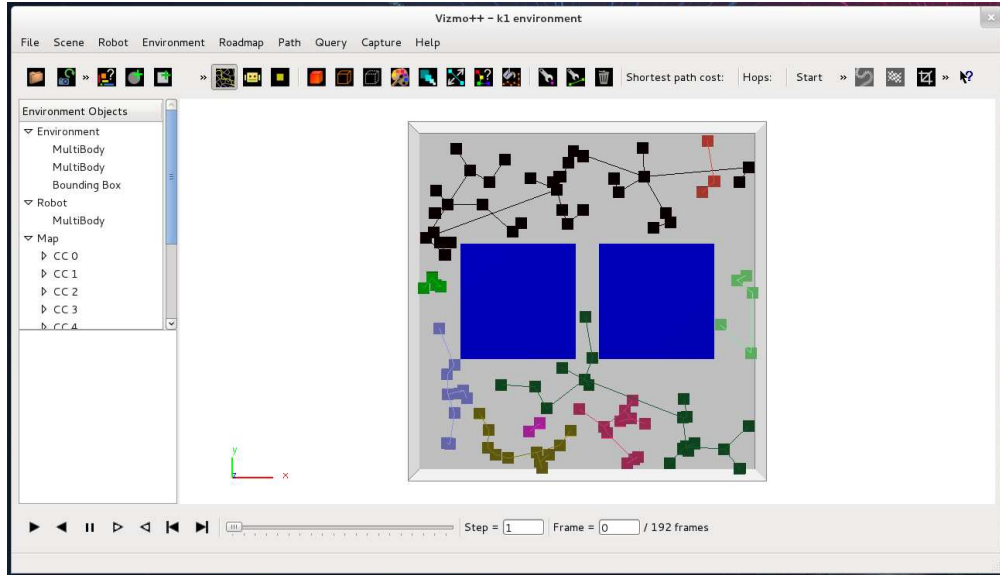 Vizmo++ - k1 environment
File Scene Robot Environment Roadmap Path Query Capture Help
Shortest path cost: Hops: Start
Environment Objects
Environment
MultiBody
MultiBody
Bounding Box
Robot
MultiBody
Map
CC 0
CC 1
CC 2
CC 3
CC 4
y
z
x
Step = 1 Frame = 0 / 192 frames